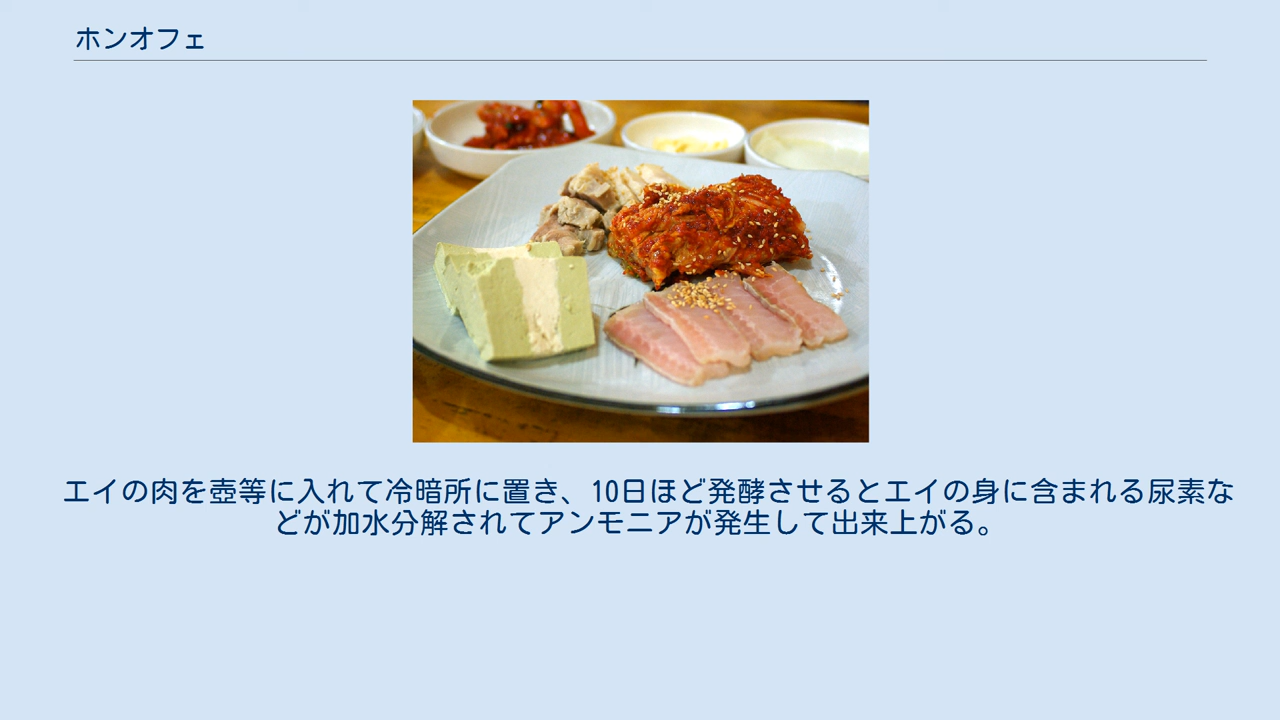 ホンオフェ
エイの肉を壺等に入れて冷暗所に置き、10日ほど発酵させるとエイの身に含まれる尿素な
どが加水分解されてアンモニアが発生して出来上がる。